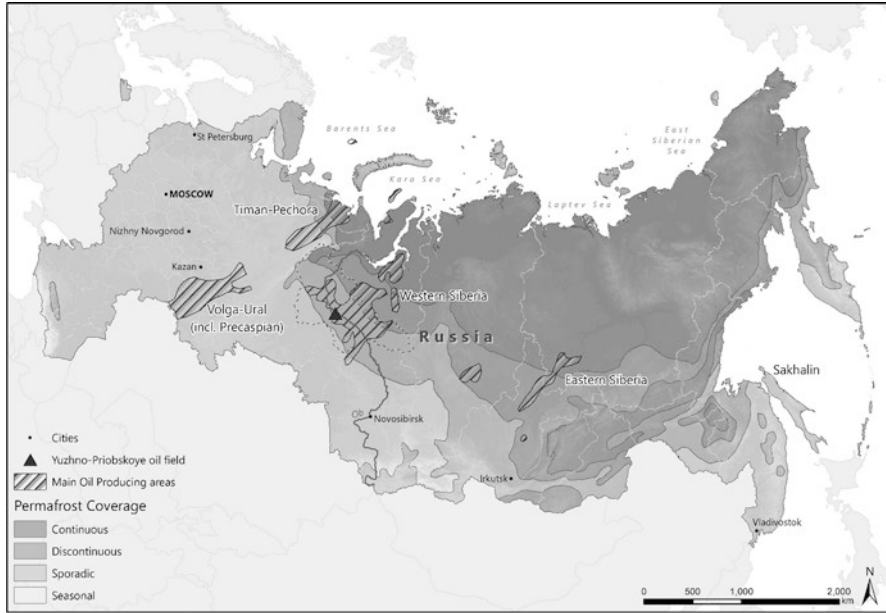 Barents Sea
East
Siberian
Sea
St Petersburg
Kara Sea
MOSCOW
Laptev Sea
Timan-Pechora
Nizhny Novgorod
Kazan
Western Siberia
Volga-Ural
(incl. Precaspian)
Russia
Eastern Siberia
Sakhalin
Ob
Novosibirsk
Irkutsk
Vladivostok
Cities
Yuzhno-Priobskoye oil field
Main Oil Producing areas
Permafrost Coverage
Continuous
Discontinuous
Sporadic
Seasonal
N
0 500 1,000 2,000
km